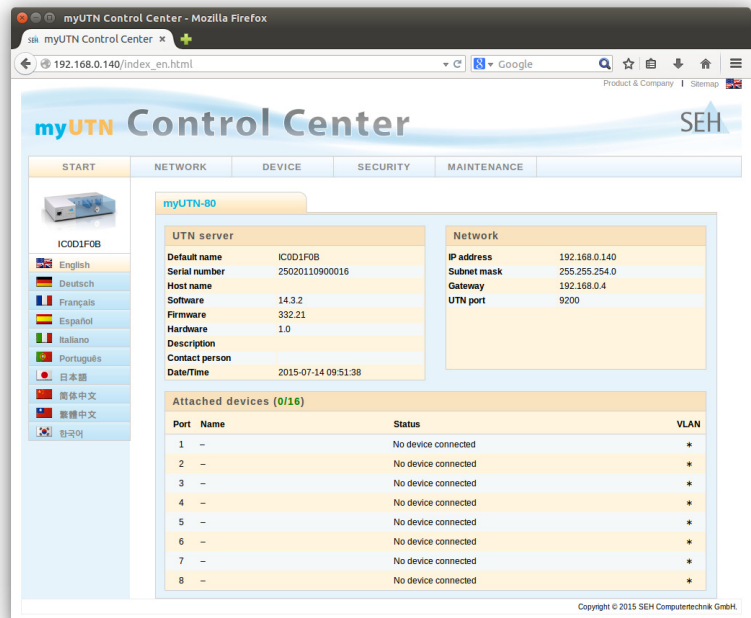 myUTN Control Center - Mozilla Firefox
SEH myUTN Control Center ×
192.168.0.140/index_en.html
8 Google
Product & Company | Sitemap
myUTN Control Center
SEH
START NETWORK DEVICE SECURITY MAINTENANCE
IC0D1F0B
English
Deutsch
Français
Español
Italiano
Português
日本語
简体中文
繁體中文
한국어
myUTN-80
UTN server
Default name IC0D1F0B
Serial number 25020110900016
Host name
Software 14.3.2
Firmware 332.21
Hardware 1.0
Description
Contact person
Date/Time 2015-07-14 09:51:38
Network
IP address 192.168.0.140
Subnet mask 255.255.254.0
Gateway 192.168.0.4
UTN port 9200
Attached devices (0/16)
Port Name Status VLAN
1 – No device connected *
2 – No device connected *
3 – No device connected *
4 – No device connected *
5 – No device connected *
6 – No device connected *
7 – No device connected *
8 – No device connected *
Copyright © 2015 SEH Computertechnik GmbH.